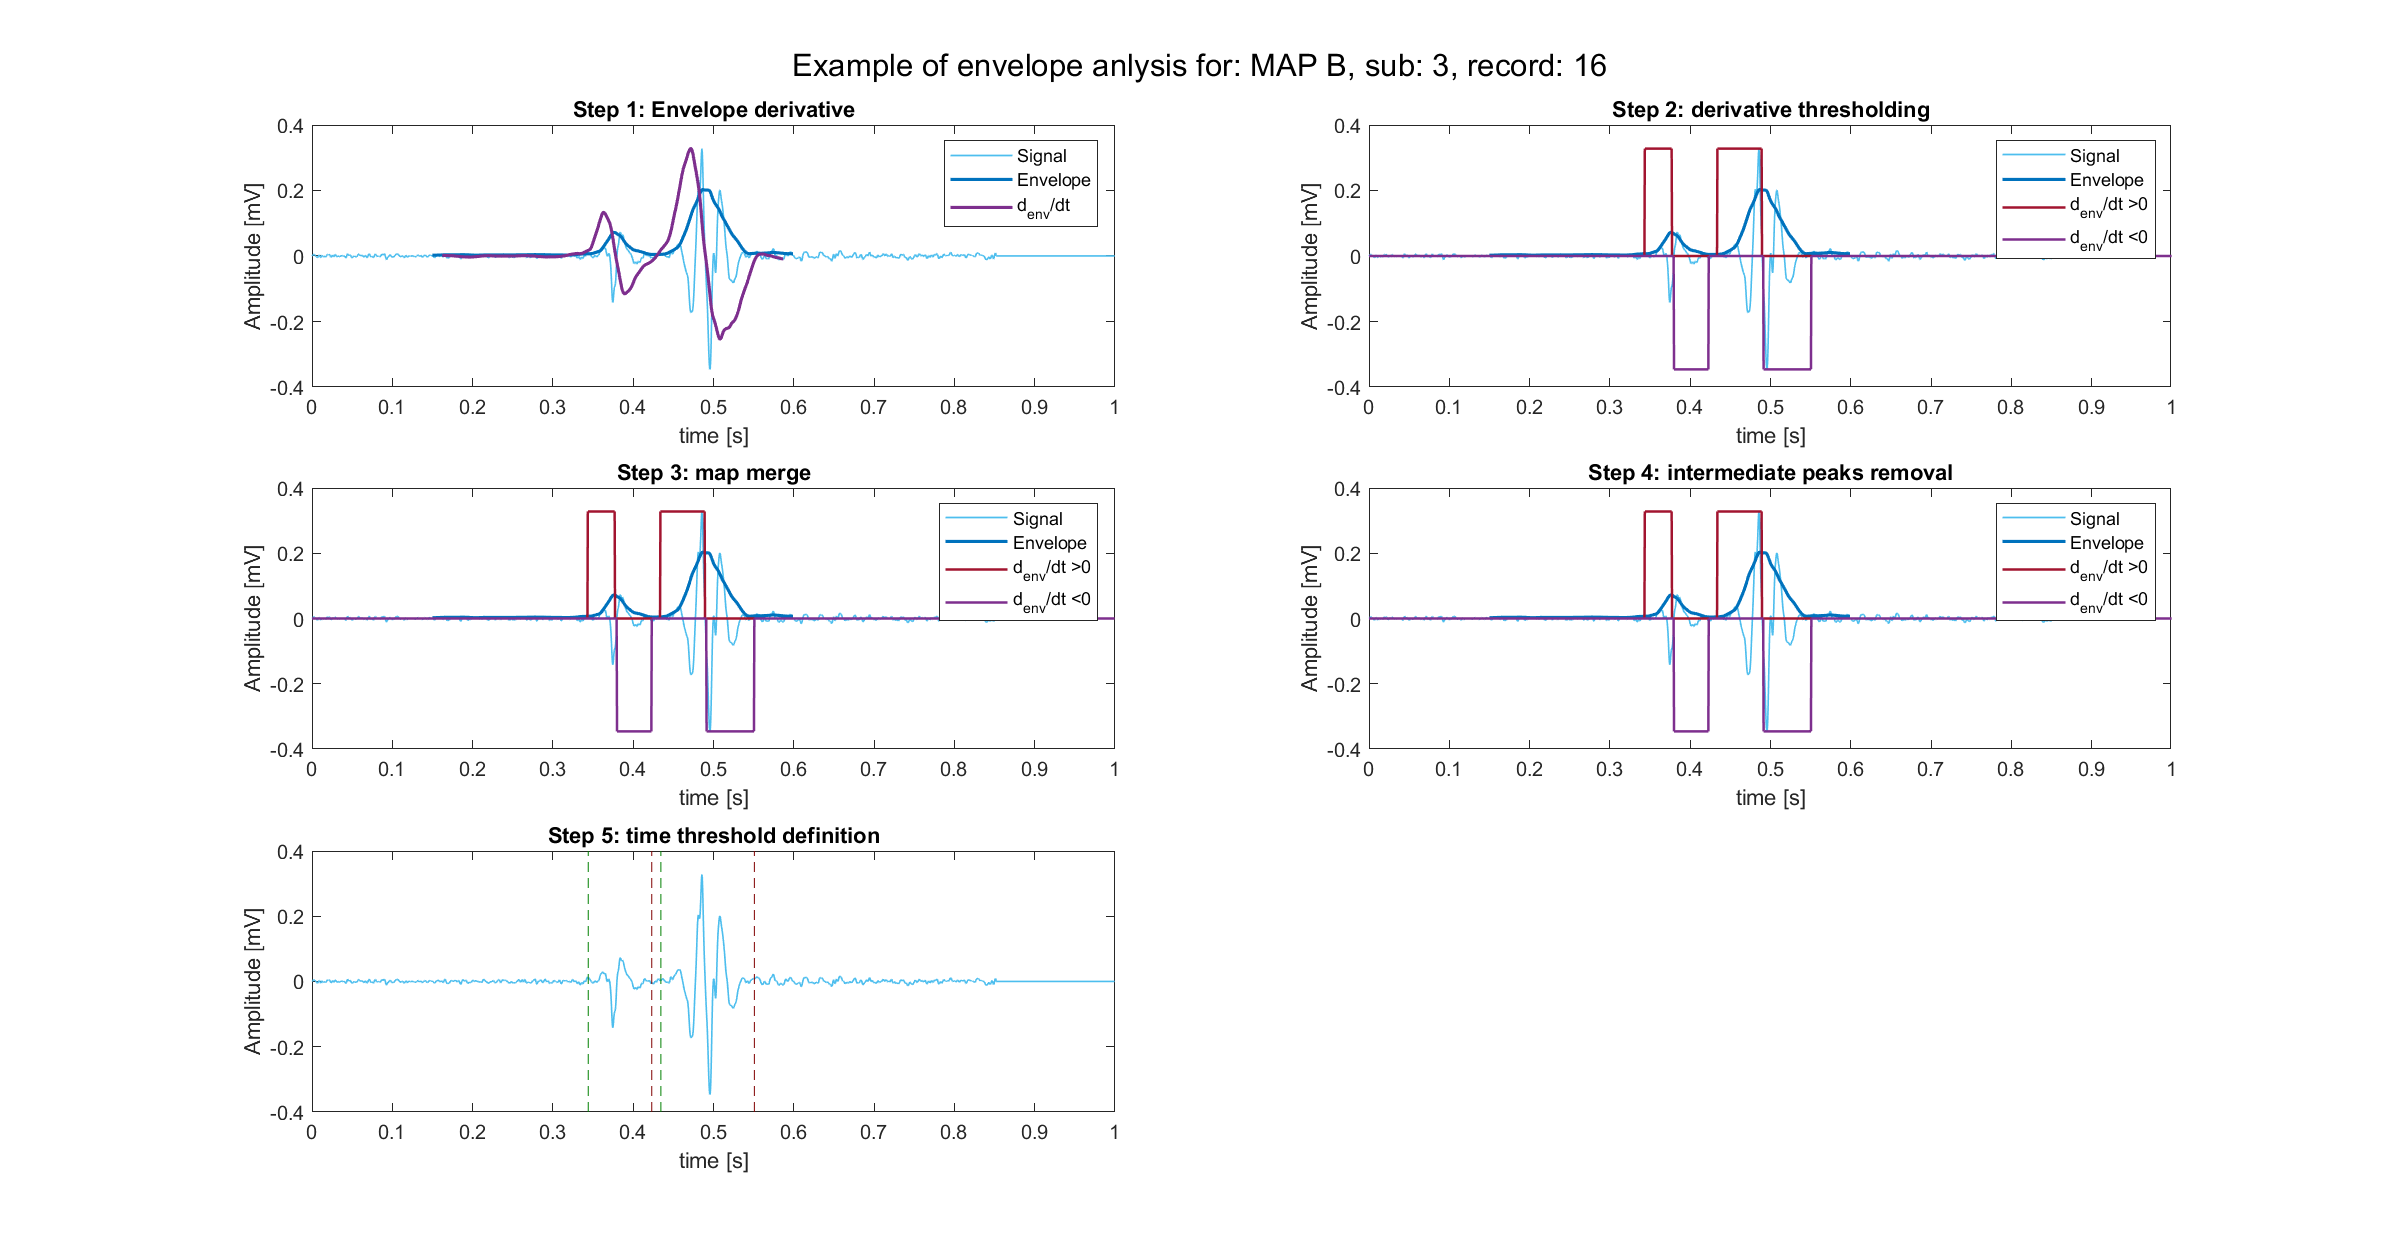 Example of envelope anlysis for: MAP B, sub: 3, record: 16
Step 1: Envelope derivative
Amplitude [mV]
0.4
0.2
0
-0.2
-0.4
0 0.1 0.2 0.3 0.4 0.5 0.6 0.7 0.8 0.9 1
time [s]
Signal
Envelope
d_env/dt
Step 2: derivative thresholding
Amplitude [mV]
0.4
0.2
0
-0.2
-0.4
0 0.1 0.2 0.3 0.4 0.5 0.6 0.7 0.8 0.9 1
time [s]
Signal
Envelope
d_env/dt >0
d_env/dt <0
Step 3: map merge
Amplitude [mV]
0.4
0.2
0
-0.2
-0.4
0 0.1 0.2 0.3 0.4 0.5 0.6 0.7 0.8 0.9 1
time [s]
Signal
Envelope
d_env/dt >0
d_env/dt <0
Step 4: intermediate peaks removal
Amplitude [mV]
0.4
0.2
0
-0.2
-0.4
0 0.1 0.2 0.3 0.4 0.5 0.6 0.7 0.8 0.9 1
time [s]
Signal
Envelope
d_env/dt >0
d_env/dt <0
Step 5: time threshold definition
Amplitude [mV]
0.4
0.2
0
-0.2
-0.4
0 0.1 0.2 0.3 0.4 0.5 0.6 0.7 0.8 0.9 1
time [s]